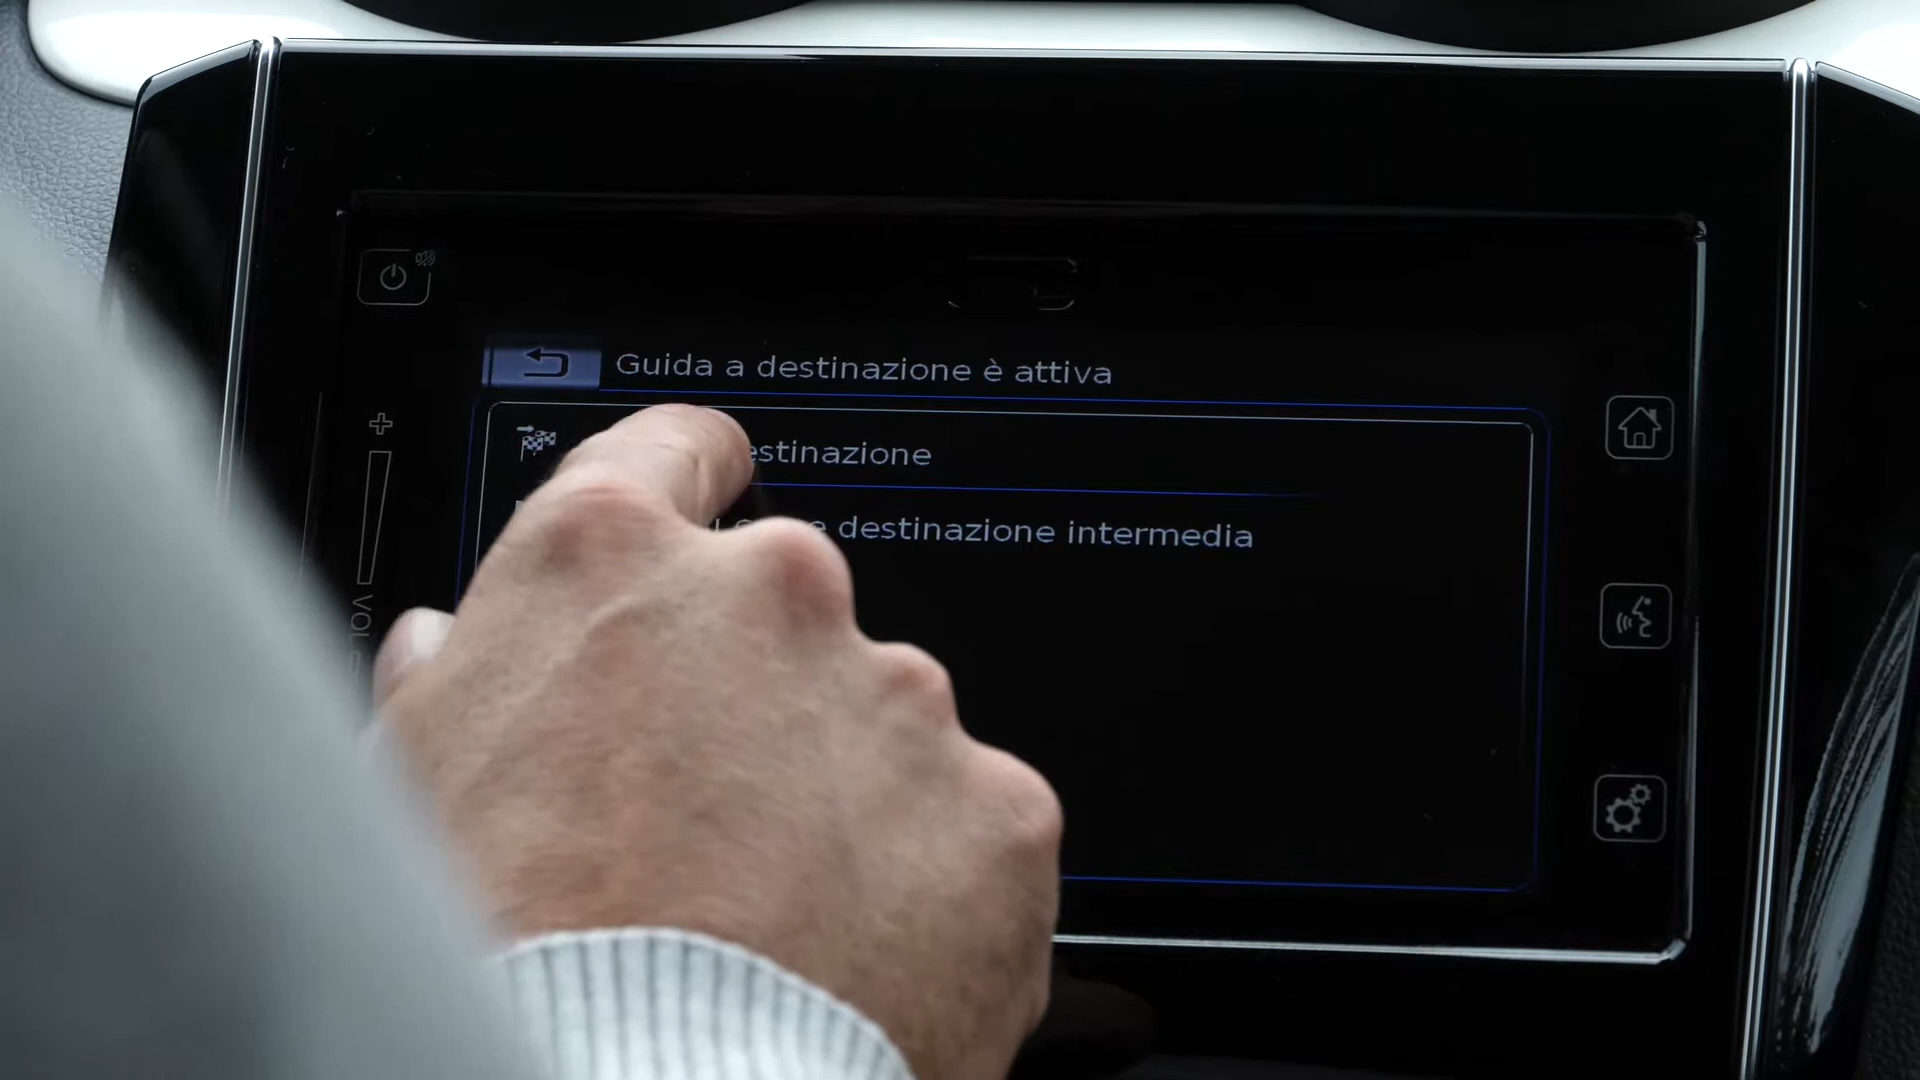 Guida a destinazione è attiva
estinazione
destinazione intermedia
VOL